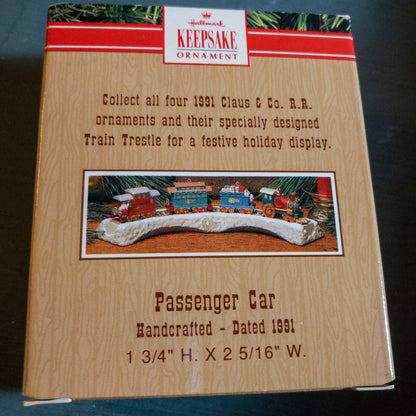 Hallmark
KEEPSAKE
ORNAMENT
Collect all four 1991 Claus & Co. R.R.
ornaments and their specially designed
Train Trestle for a festive holiday display.
Passenger Car
Handcrafted - Dated 1991
1 3/4" H. X 2 5/16" W.